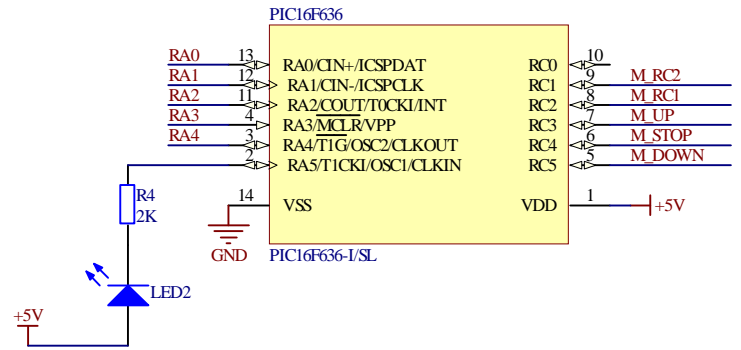 PIC16F636
RA0 13 RA0/CIN+/ICSPDAT RC0 10
RA1 12 RA1/CIN-/ICSPCLK RC1 9 M_RC2
RA2 11 RA2/COUT/T0CKI/INT RC2 8 M_RC1
RA3 4 RA3/MCLR/VPP RC3 7 M_UP
RA4 3 RA4/T1G/OSC2/CLKOUT RC4 6 M_STOP
2 RA5/T1CKI/OSC1/CLKIN RC5 5 M_DOWN
R4
2K
14 VSS VDD 1 +5V
GND PIC16F636-I/SL
LED2
+5V